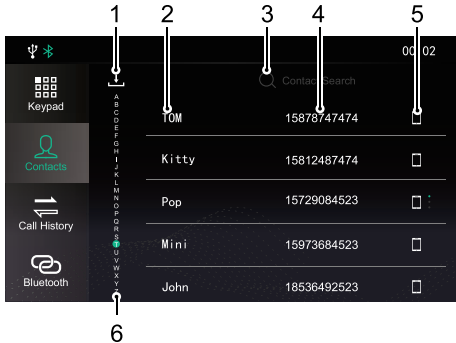 1 2 3 4 5
00 02
Contact Search
Keypad
Contacts
Call History
Bluetooth
A
B
C
D
E
F
G
H
I
J
K
L
M
N
O
P
Q
R
S
T
U
V
W
X
Y
Z
TOM 15878747474
Kitty 15812487474
Pop 15729084523
Mini 15973684523
John 18536492523
6